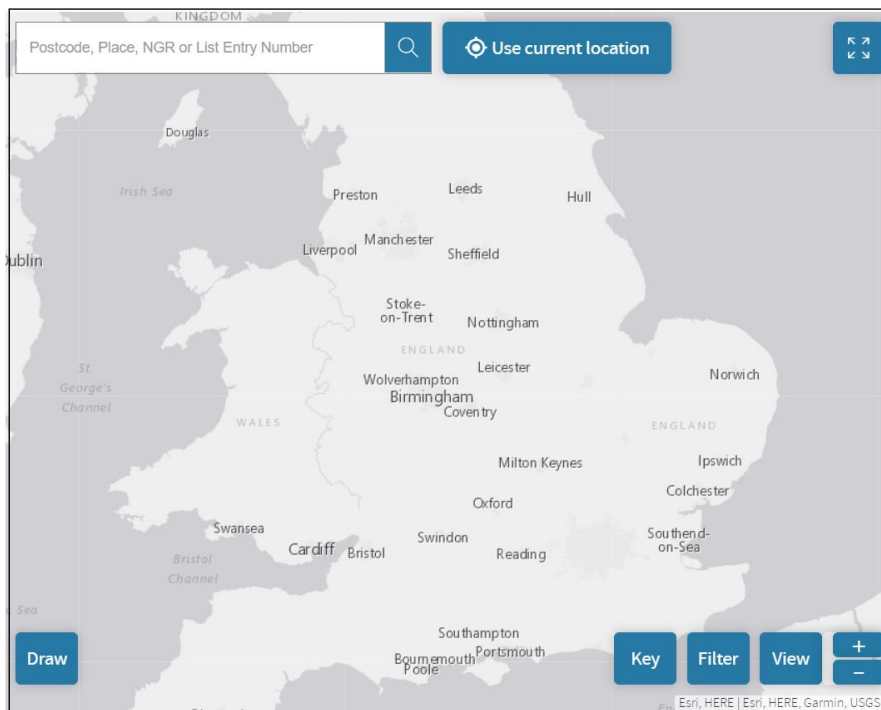 KINGDOM
Postcode, Place, NGR or List Entry Number
Use current location
Douglas
Irish Sea
Preston
Leeds
Hull
Manchester
Liverpool
Sheffield
Dublin
Stoke-
on-Trent
Nottingham
ENGLAND
Leicester
St
George's
Channel
Wolverhampton
Birmingham
Coventry
Norwich
WALES
ENGLAND
Milton Keynes
Ipswich
Colchester
Oxford
Swansea
Cardiff
Bristol
Swindon
Reading
Southend-
on-Sea
Bristol
Channel
Sea
Southampton
Portsmouth
Bournemouth
Poole
Draw
Key
Filter
View
+
−
Esri, HERE | Esri, HERE, Garmin, USGS